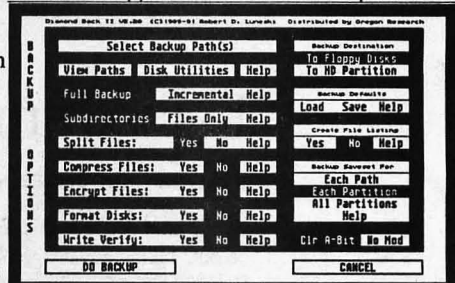 Diamond Back II V2.20 (C)1989-91 Robert D. Luneski Distributed by Oregon Research
BACKUP OPTIONS
Select Backup Path(s)
View Paths Disk Utilities Help
Full Backup Incremental Help
Subdirectories Files Only Help
Split Files: Yes No Help
Compress Files: Yes No Help
Encrypt Files: Yes No Help
Format Disks: Yes No Help
Write Verify: Yes No Help
Backup Destination
To Floppy Disks
To HD Partition
Backup Defaults
Load Save Help
Create File Listing
Yes No Help
Backup Saveset For
Each Path
Each Partition
All Partitions
Help
Clr A-Bit No Mod
DO BACKUP CANCEL